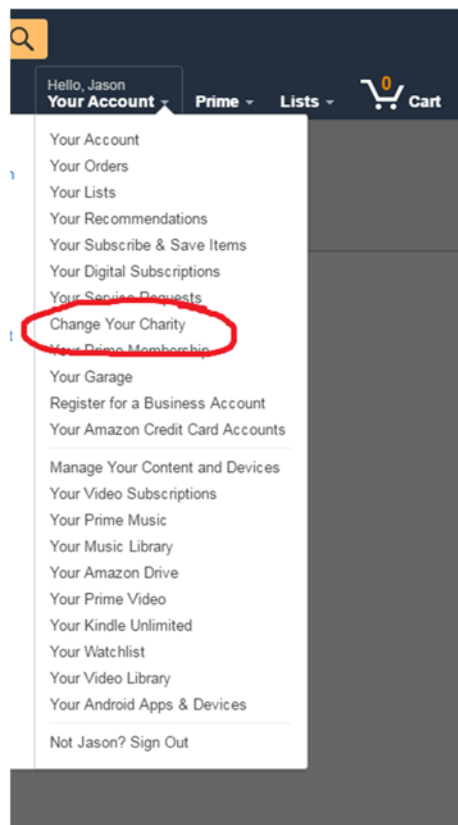 Hello, Jason
Your Account
Prime
Lists
0
Cart
Your Account
Your Orders
Your Lists
Your Recommendations
Your Subscribe & Save Items
Your Digital Subscriptions
Your Service Requests
Change Your Charity
Your Prime Membership
Your Garage
Register for a Business Account
Your Amazon Credit Card Accounts
Manage Your Content and Devices
Your Video Subscriptions
Your Prime Music
Your Music Library
Your Amazon Drive
Your Prime Video
Your Kindle Unlimited
Your Watchlist
Your Video Library
Your Android Apps & Devices
Not Jason? Sign Out